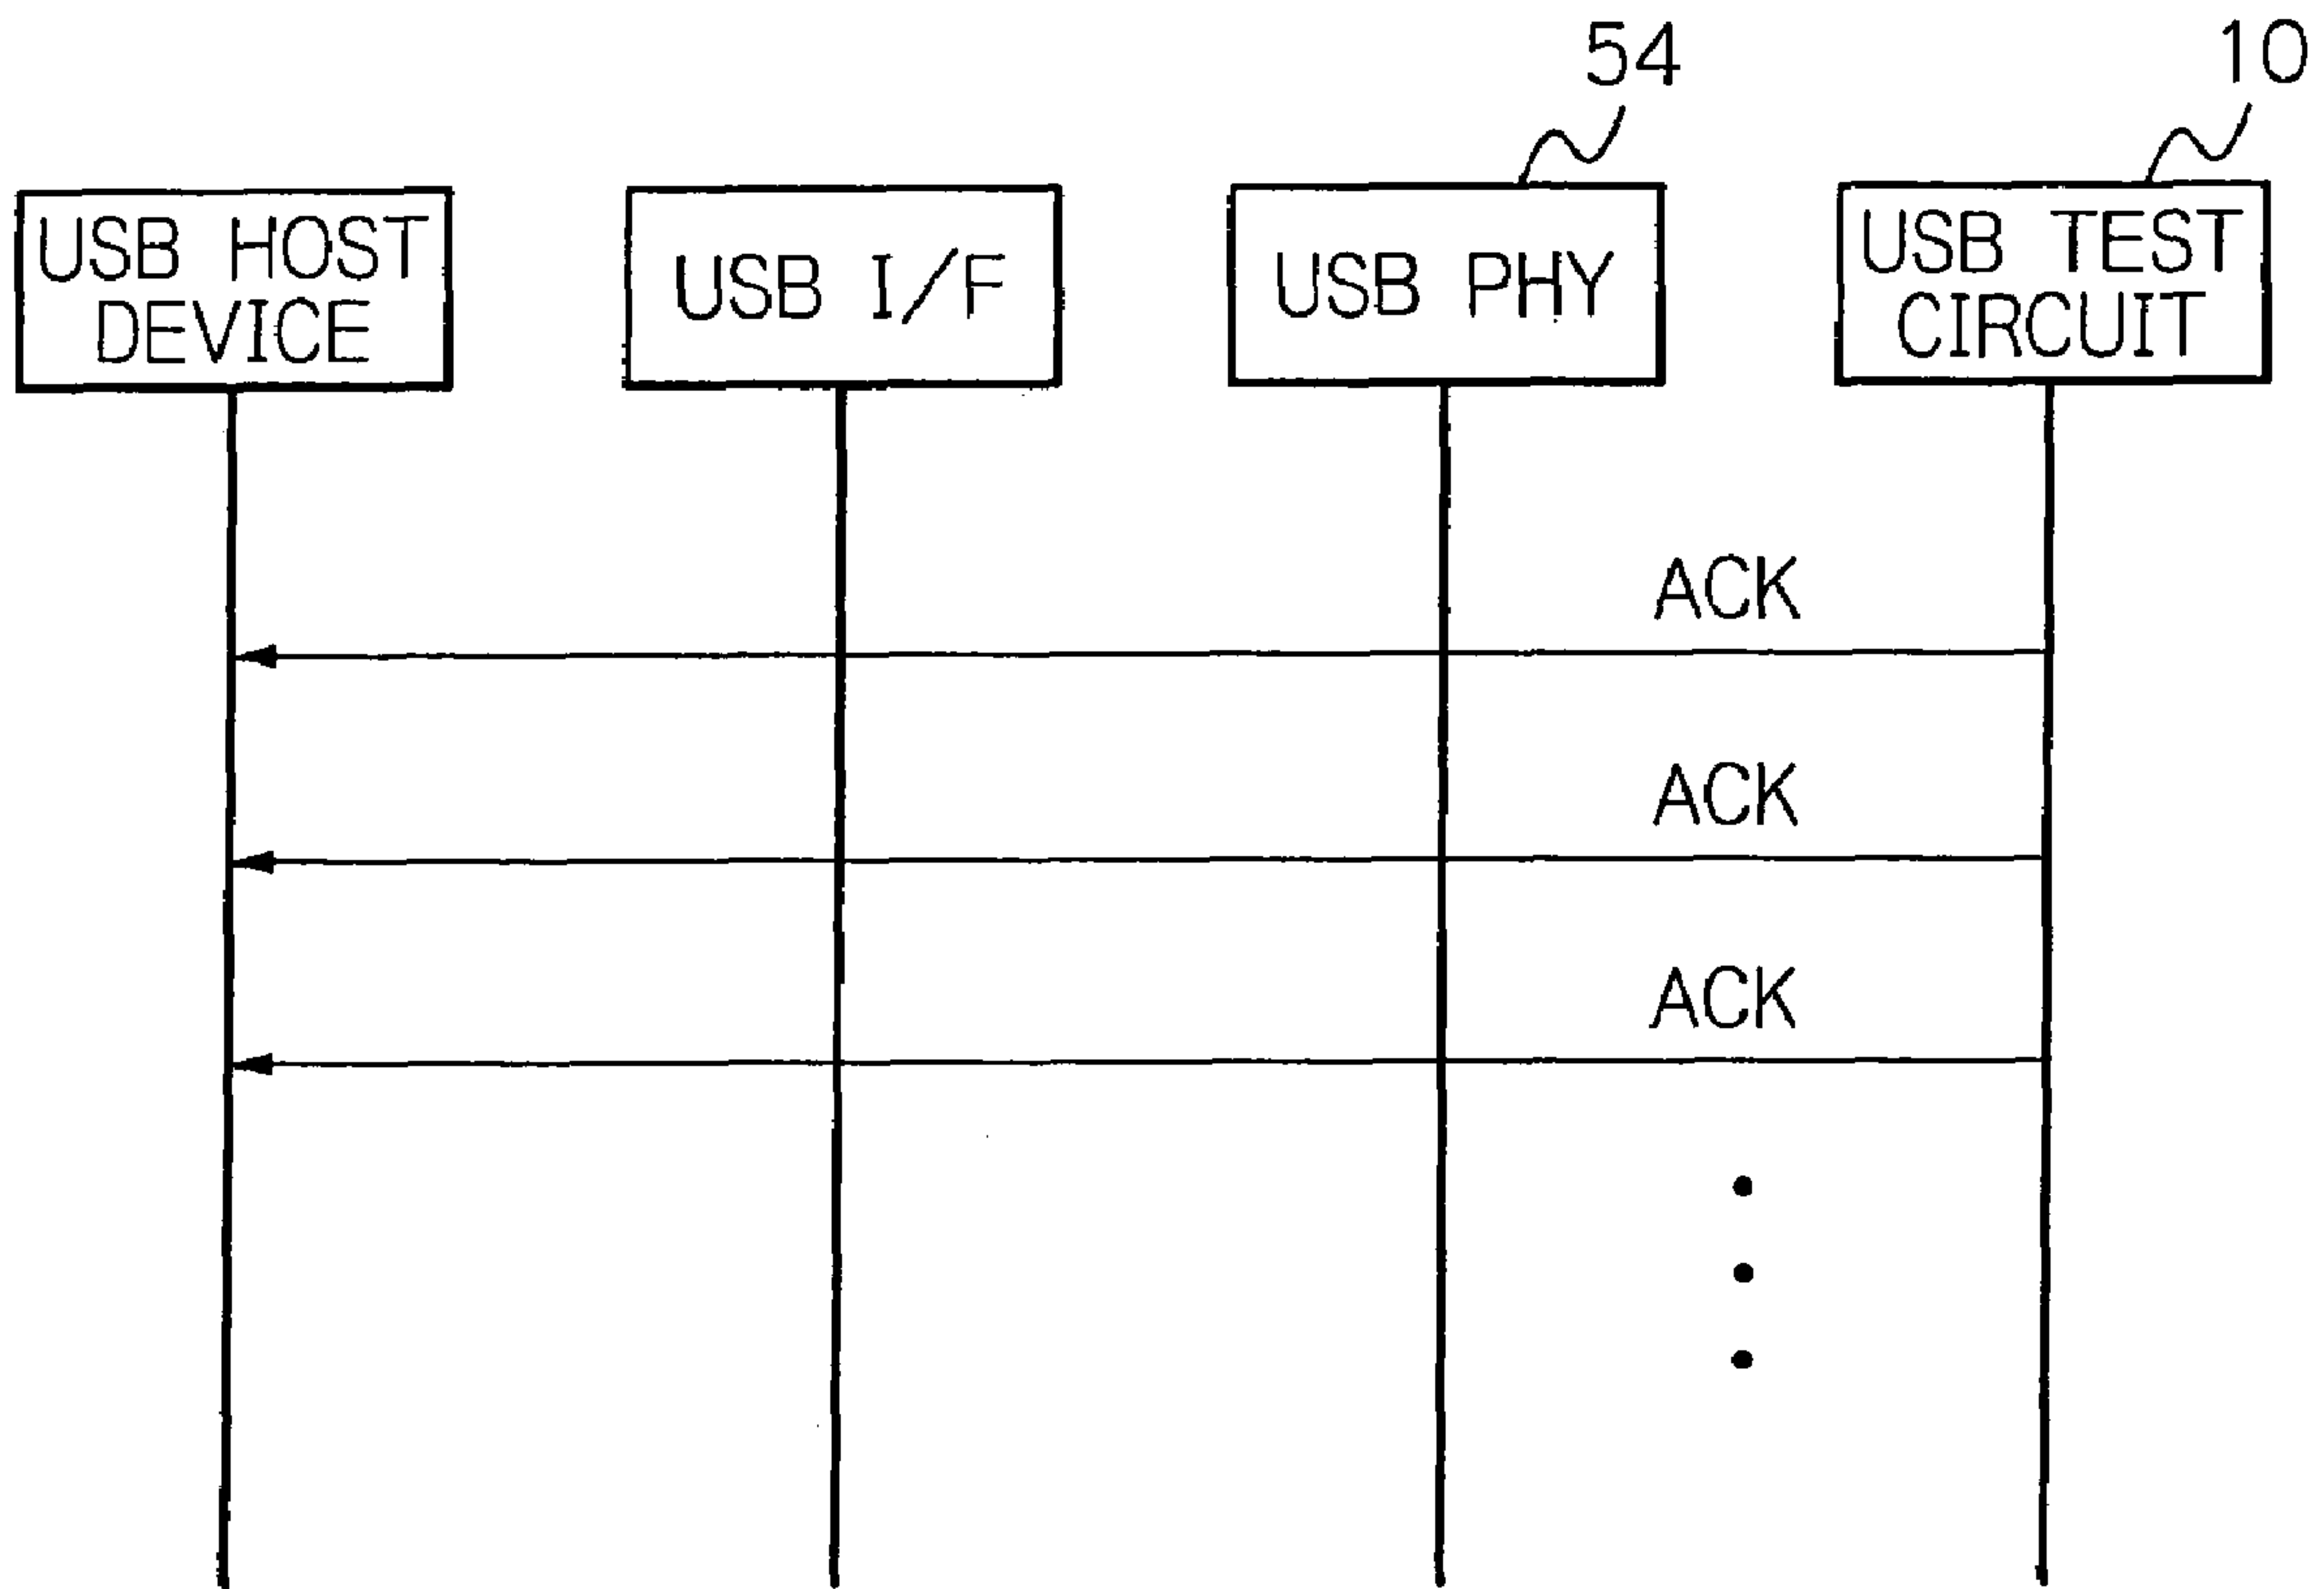 54
10
USB HOST
DEVICE
USB I/F
USB PHY
USB TEST
CIRCUIT
ACK
ACK
ACK